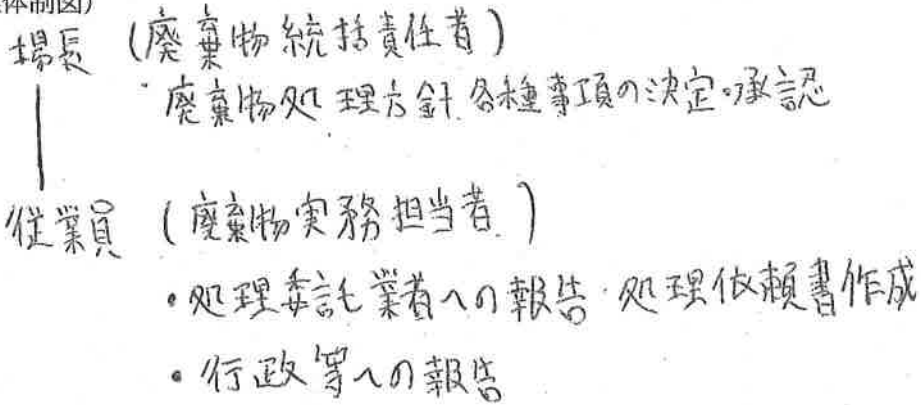 体制図)
場長 (廃棄物統括責任者)
・廃棄物処理方針.各種事項の決定・承認
従業員 (廃棄物実務担当者.)
・処理委託業者への報告・処理依頼書作成
・行政等への報告